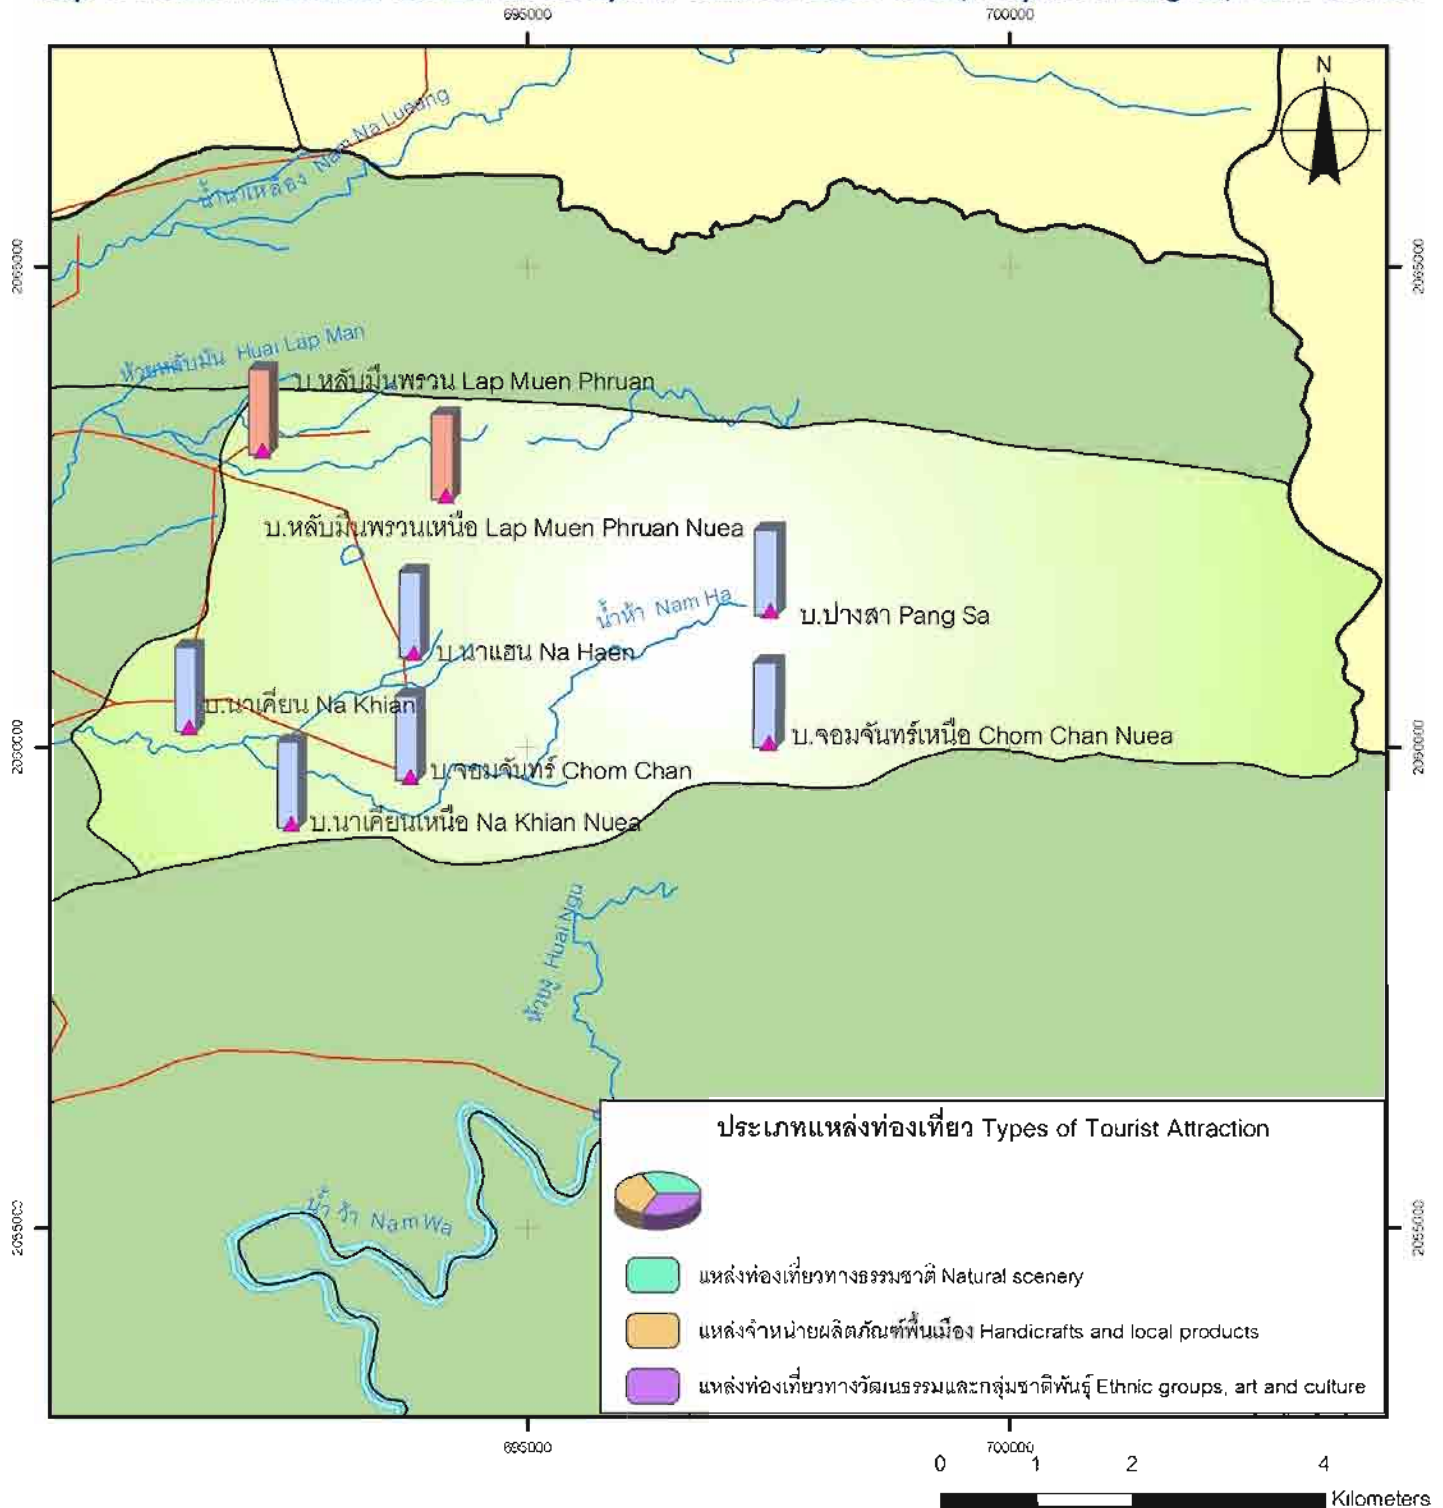 695000
700000
N
น้ำนาเหลือง Nam Na Lueang
2065000
2065000
ห้วยหลับมืน Huai Lap Man
บ.หลับมืนพรวน Lap Muen Phruan
บ.หลับมืนพรวนเหนือ Lap Muen Phruan Nuea
น้ำห้า Nam Ha
บ.ปางสา Pang Sa
บ.นาแฮน Na Haen
บ.นาเคียน Na Khian
2060000
2060000
บ.จอมจันทร์เหนือ Chom Chan Nuea
บ.จอมจันทร์ Chom Chan
บ.นาเคียนเหนือ Na Khian Nuea
ห้วยงู Huai Ngu
ประเภทแหล่งท่องเที่ยว Types of Tourist Attraction
น้ำว้า Nam Wa
2055000
2055000
แหล่งท่องเที่ยวทางธรรมชาติ Natural scenery
แหล่งจำหน่ายผลิตภัณฑ์พื้นเมือง Handicrafts and local products
แหล่งท่องเที่ยวทางวัฒนธรรมและกลุ่มชาติพันธุ์ Ethnic groups, art and culture
695000
700000
0 1 2 4
Kilometers